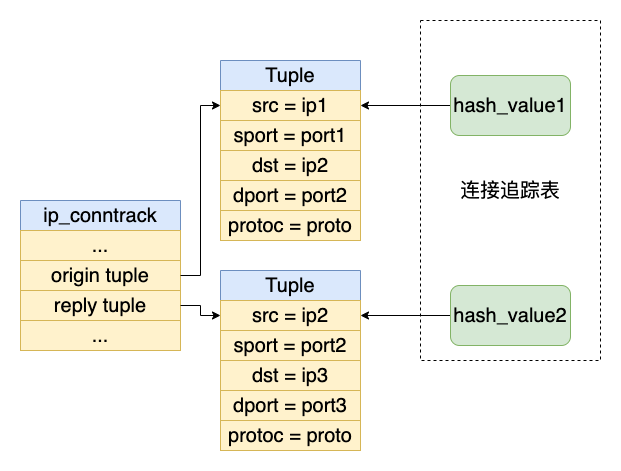 ip_conntrack
...
origin tuple
reply tuple
...
Tuple
src = ip1
sport = port1
dst = ip2
dport = port2
protoc = proto
Tuple
src = ip2
sport = port2
dst = ip3
dport = port3
protoc = proto
hash_value1
连接追踪表
hash_value2